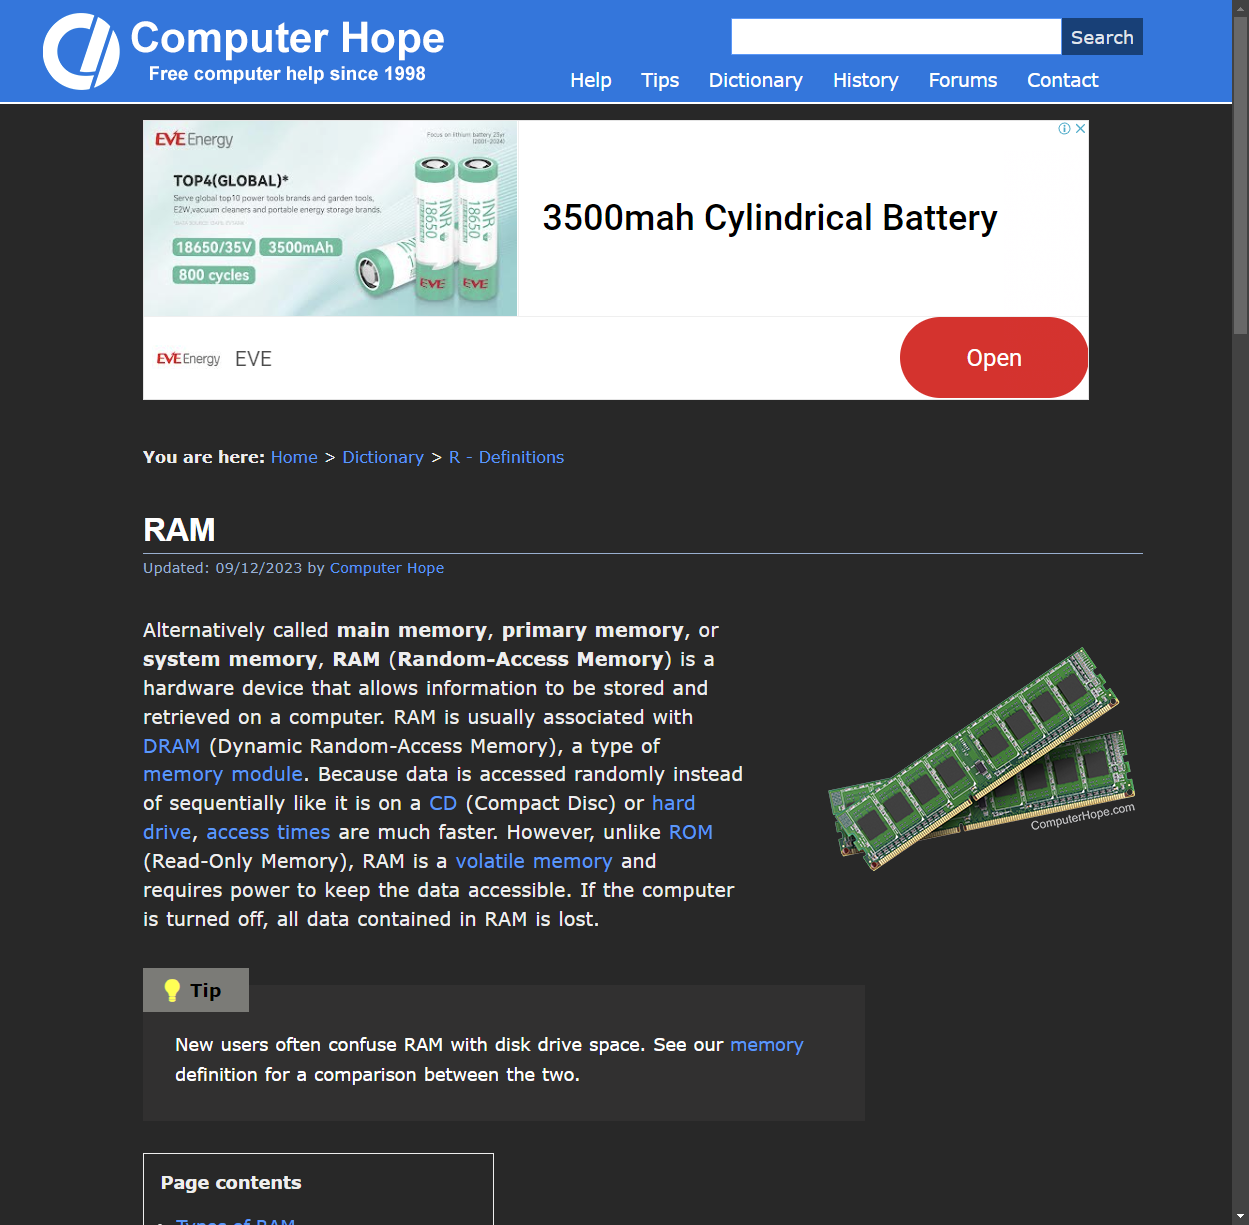 Computer Hope
Free computer help since 1998
Search
Help Tips Dictionary History Forums Contact
EVE Energy
Focus on lithium battery 23yr
(2001-2024)
TOP4(GLOBAL)*
Serve global top10 power tools brands and garden tools,
E2W,vacuum cleaners and portable energy storage brands.
18650/35V 3500mAh
800 cycles
INR
18650
EVE
INR
18650
EVE
3500mah Cylindrical Battery
EVE Energy EVE
Open
You are here: Home > Dictionary > R - Definitions
RAM
Updated: 09/12/2023 by Computer Hope
Alternatively called main memory, primary memory, or
system memory, RAM (Random-Access Memory) is a
hardware device that allows information to be stored and
retrieved on a computer. RAM is usually associated with
DRAM (Dynamic Random-Access Memory), a type of
memory module. Because data is accessed randomly instead
of sequentially like it is on a CD (Compact Disc) or hard
drive, access times are much faster. However, unlike ROM
(Read-Only Memory), RAM is a volatile memory and
requires power to keep the data accessible. If the computer
is turned off, all data contained in RAM is lost.
ComputerHope.com
Tip
New users often confuse RAM with disk drive space. See our memory
definition for a comparison between the two.
Page contents
• Types of RAM